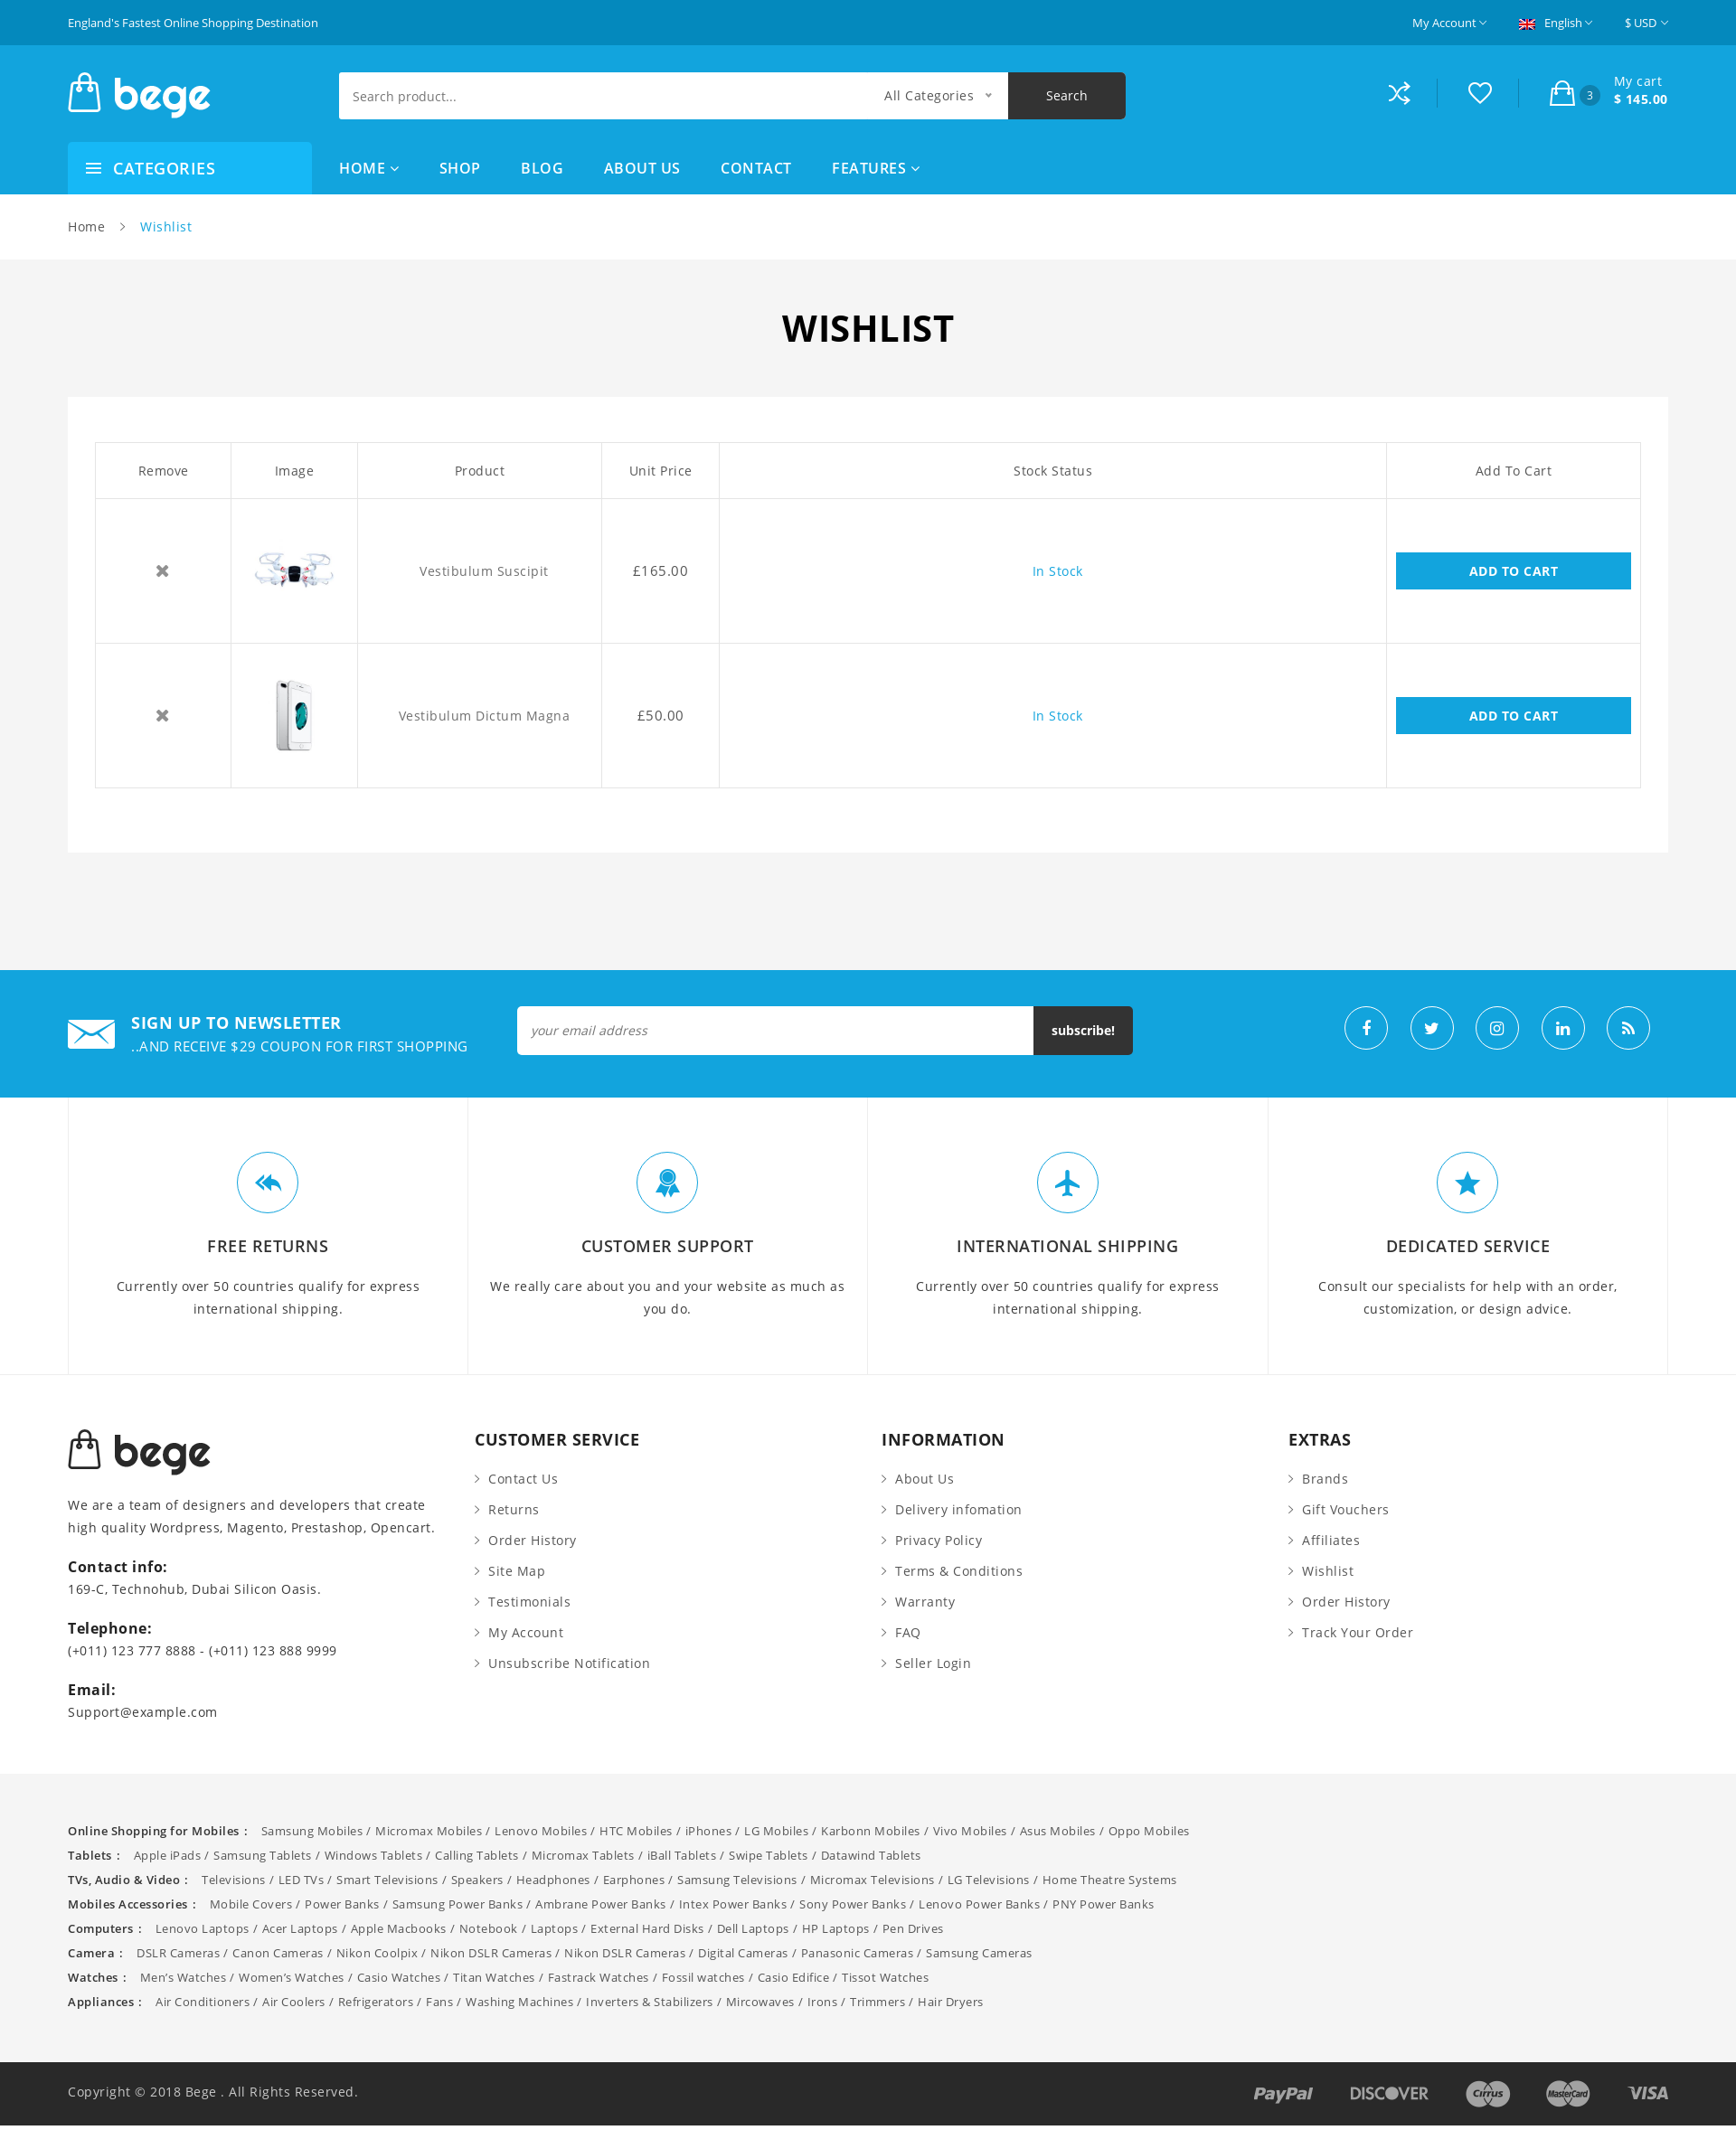 England's Fastest Online Shopping Destination
My Account English $ USD
bege
Search product... All Categories Search
3
My cart
$ 145.00
CATEGORIES HOME SHOP BLOG ABOUT US CONTACT FEATURES
Home Wishlist
WISHLIST
Remove Image Product Unit Price Stock Status Add To Cart
Vestibulum Suscipit £165.00 In Stock ADD TO CART
Vestibulum Dictum Magna £50.00 In Stock ADD TO CART
SIGN UP TO NEWSLETTER
..AND RECEIVE $29 COUPON FOR FIRST SHOPPING
your email address subscribe!
FREE RETURNS
Currently over 50 countries qualify for express
international shipping.
CUSTOMER SUPPORT
We really care about you and your website as much as
you do.
INTERNATIONAL SHIPPING
Currently over 50 countries qualify for express
international shipping.
DEDICATED SERVICE
Consult our specialists for help with an order,
customization, or design advice.
bege
We are a team of designers and developers that create
high quality Wordpress, Magento, Prestashop, Opencart.
Contact info:
169-C, Technohub, Dubai Silicon Oasis.
Telephone:
(+011) 123 777 8888 - (+011) 123 888 9999
Email:
Support@example.com
CUSTOMER SERVICE
Contact Us
Returns
Order History
Site Map
Testimonials
My Account
Unsubscribe Notification
INFORMATION
About Us
Delivery infomation
Privacy Policy
Terms & Conditions
Warranty
FAQ
Seller Login
EXTRAS
Brands
Gift Vouchers
Affiliates
Wishlist
Order History
Track Your Order
Online Shopping for Mobiles : Samsung Mobiles / Micromax Mobiles / Lenovo Mobiles / HTC Mobiles / iPhones / LG Mobiles / Karbonn Mobiles / Vivo Mobiles / Asus Mobiles / Oppo Mobiles
Tablets : Apple iPads / Samsung Tablets / Windows Tablets / Calling Tablets / Micromax Tablets / iBall Tablets / Swipe Tablets / Datawind Tablets
TVs, Audio & Video : Televisions / LED TVs / Smart Televisions / Speakers / Headphones / Earphones / Samsung Televisions / Micromax Televisions / LG Televisions / Home Theatre Systems
Mobiles Accessories : Mobile Covers / Power Banks / Samsung Power Banks / Ambrane Power Banks / Intex Power Banks / Sony Power Banks / Lenovo Power Banks / PNY Power Banks
Computers : Lenovo Laptops / Acer Laptops / Apple Macbooks / Notebook / Laptops / External Hard Disks / Dell Laptops / HP Laptops / Pen Drives
Camera : DSLR Cameras / Canon Cameras / Nikon Coolpix / Nikon DSLR Cameras / Nikon DSLR Cameras / Digital Cameras / Panasonic Cameras / Samsung Cameras
Watches : Men’s Watches / Women’s Watches / Casio Watches / Titan Watches / Fastrack Watches / Fossil watches / Casio Edifice / Tissot Watches
Appliances : Air Conditioners / Air Coolers / Refrigerators / Fans / Washing Machines / Inverters & Stabilizers / Mircowaves / Irons / Trimmers / Hair Dryers
Copyright © 2018 Bege . All Rights Reserved.
PayPal DISCOVER Cirrus MasterCard VISA